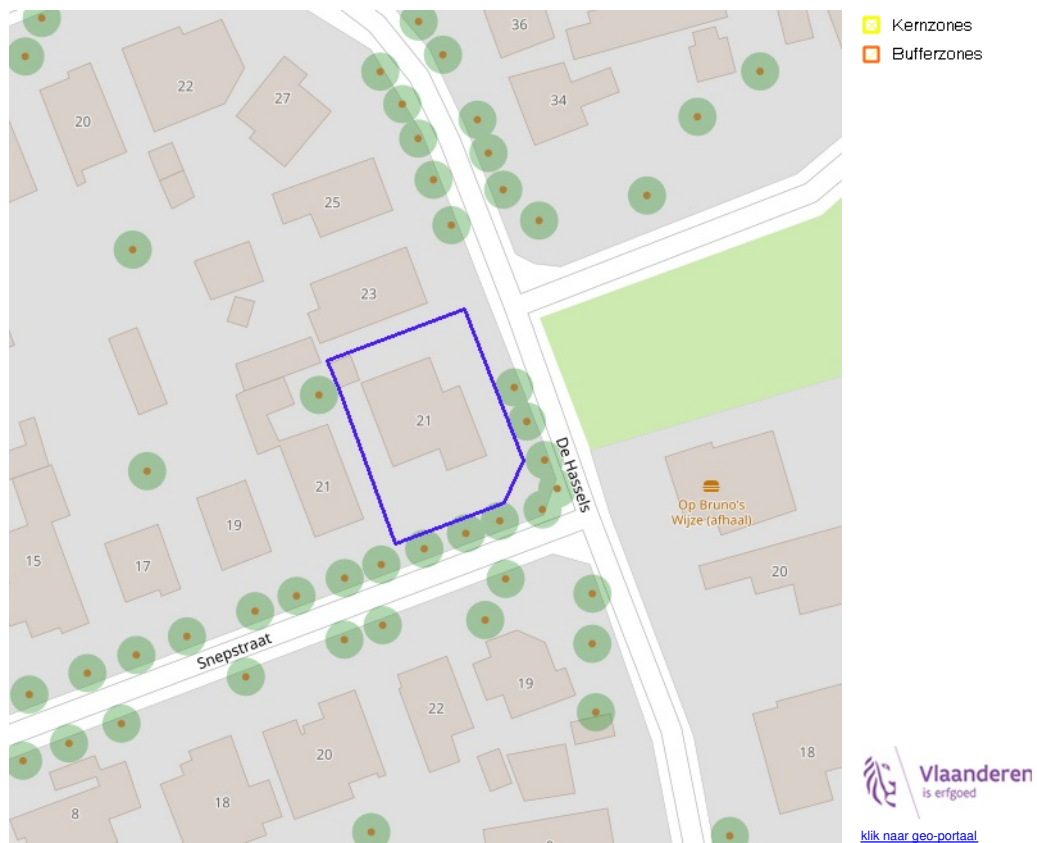 Kernzones
Bufferzones
36
22
27
34
20
25
23
21
De Hassels
Op Bruno's
Wijze (afhaal)
21
19
15
17
20
Snepstraat
19
22
20
18
18
8
Vlaanderen
is erfgoed
klik naar geo-portaal